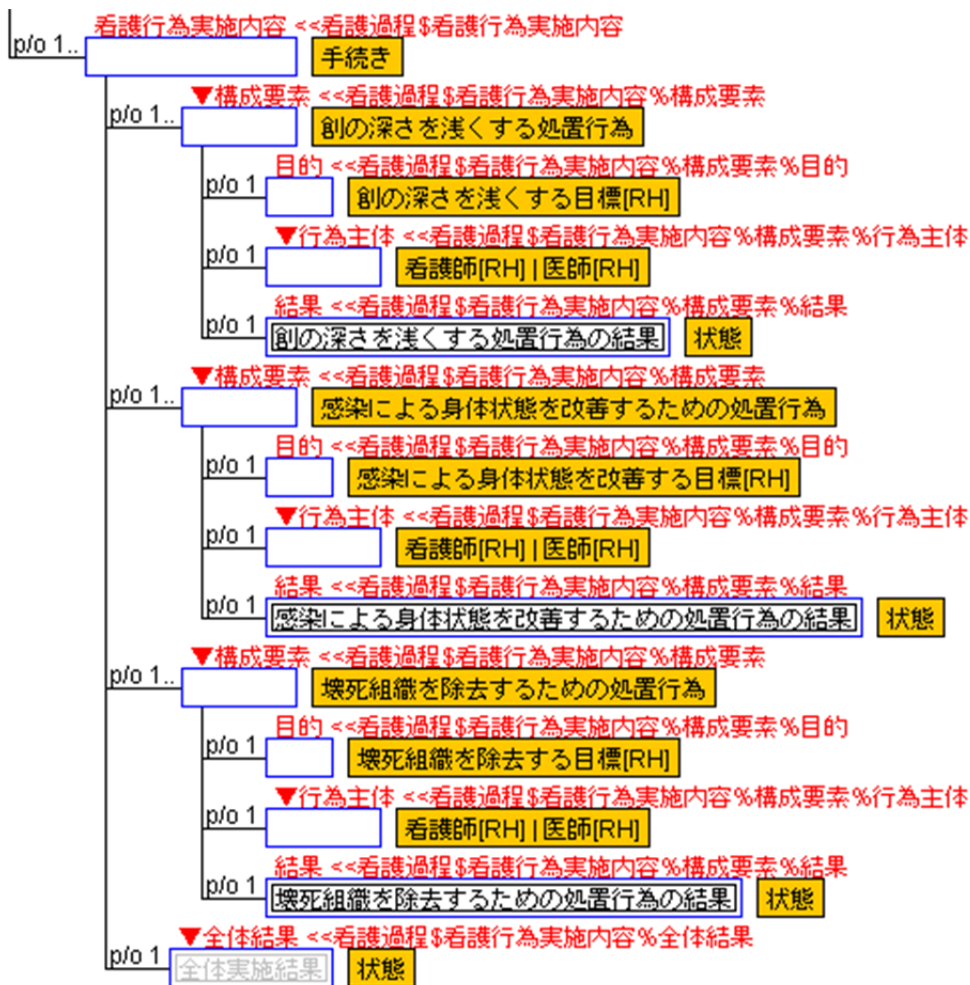 看護行為実施内容 <<看護過程$看護行為実施内容
p/o 1.. 手続き
▼構成要素 <<看護過程$看護行為実施内容%構成要素
p/o 1.. 創の深さを浅くする処置行為
目的 <<看護過程$看護行為実施内容%構成要素%目的
p/o 1 創の深さを浅くする目標[RH]
▼行為主体 <<看護過程$看護行為実施内容%構成要素%行為主体
p/o 1 看護師[RH] | 医師[RH]
結果 <<看護過程$看護行為実施内容%構成要素%結果
p/o 1 創の深さを浅くする処置行為の結果 状態
▼構成要素 <<看護過程$看護行為実施内容%構成要素
p/o 1.. 感染による身体状態を改善するための処置行為
目的 <<看護過程$看護行為実施内容%構成要素%目的
p/o 1 感染による身体状態を改善する目標[RH]
▼行為主体 <<看護過程$看護行為実施内容%構成要素%行為主体
p/o 1 看護師[RH] | 医師[RH]
結果 <<看護過程$看護行為実施内容%構成要素%結果
p/o 1 感染による身体状態を改善するための処置行為の結果 状態
▼構成要素 <<看護過程$看護行為実施内容%構成要素
p/o 1.. 壊死組織を除去するための処置行為
目的 <<看護過程$看護行為実施内容%構成要素%目的
p/o 1 壊死組織を除去する目標[RH]
▼行為主体 <<看護過程$看護行為実施内容%構成要素%行為主体
p/o 1 看護師[RH] | 医師[RH]
結果 <<看護過程$看護行為実施内容%構成要素%結果
p/o 1 壊死組織を除去するための処置行為の結果 状態
▼全体結果 <<看護過程$看護行為実施内容%全体結果
p/o 1 全体実施結果 状態